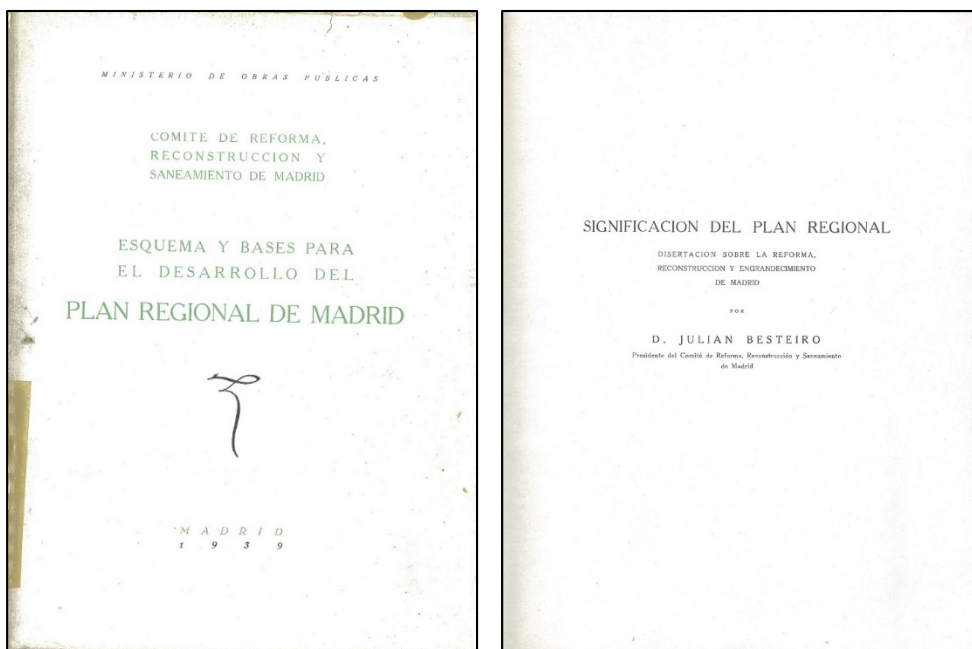 MINISTERIO DE OBRAS PUBLICAS
COMITE DE REFORMA,
RECONSTRUCCION Y
SANEAMIENTO DE MADRID
ESQUEMA Y BASES PARA
EL DESARROLLO DEL
PLAN REGIONAL DE MADRID
MADRID
1939
SIGNIFICACION DEL PLAN REGIONAL
DISERTACION SOBRE LA REFORMA,
RECONSTRUCCION Y ENGRANDECIMIENTO
DE MADRID
POR
D. JULIAN BESTEIRO
Presidente del Comité de Reforma, Reconstrucción y Saneamiento
de Madrid